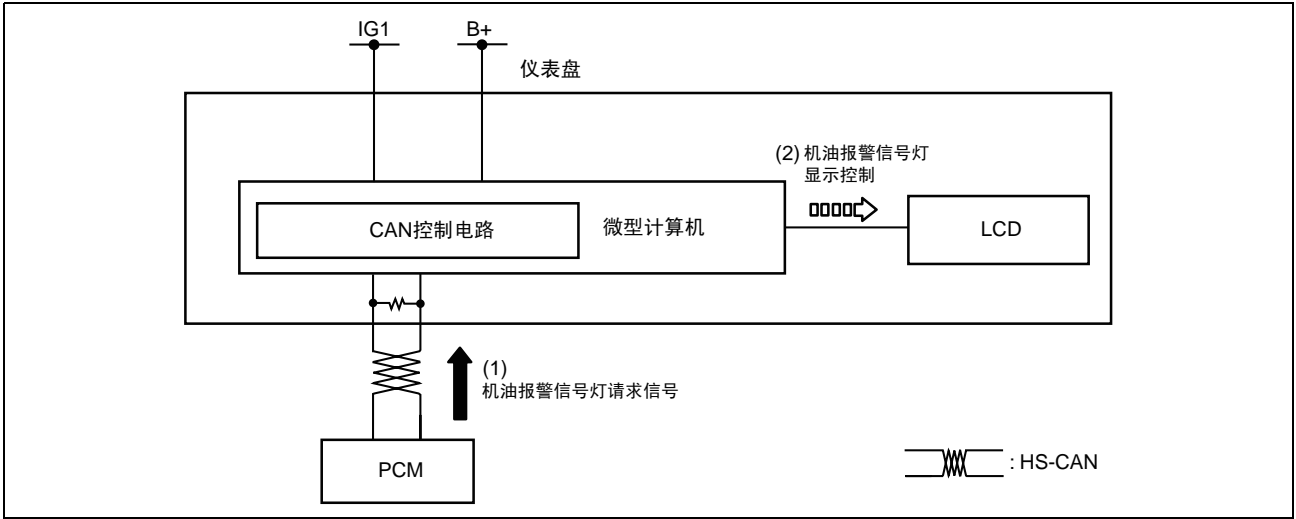 IG1
B+
仪表盘
(2) 机油报警信号灯
显示控制
CAN控制电路
微型计算机
LCD
(1)
机油报警信号灯请求信号
PCM
: HS-CAN